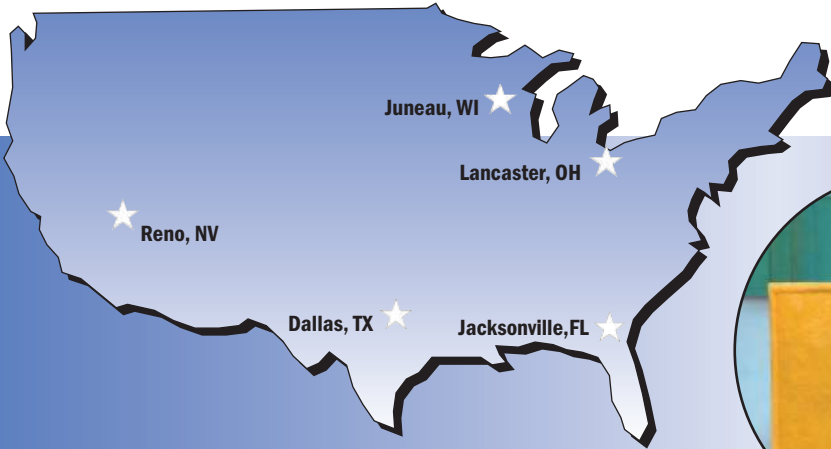 Juneau, WI
Lancaster, OH
Reno, NV
Dallas, TX
Jacksonville,FL